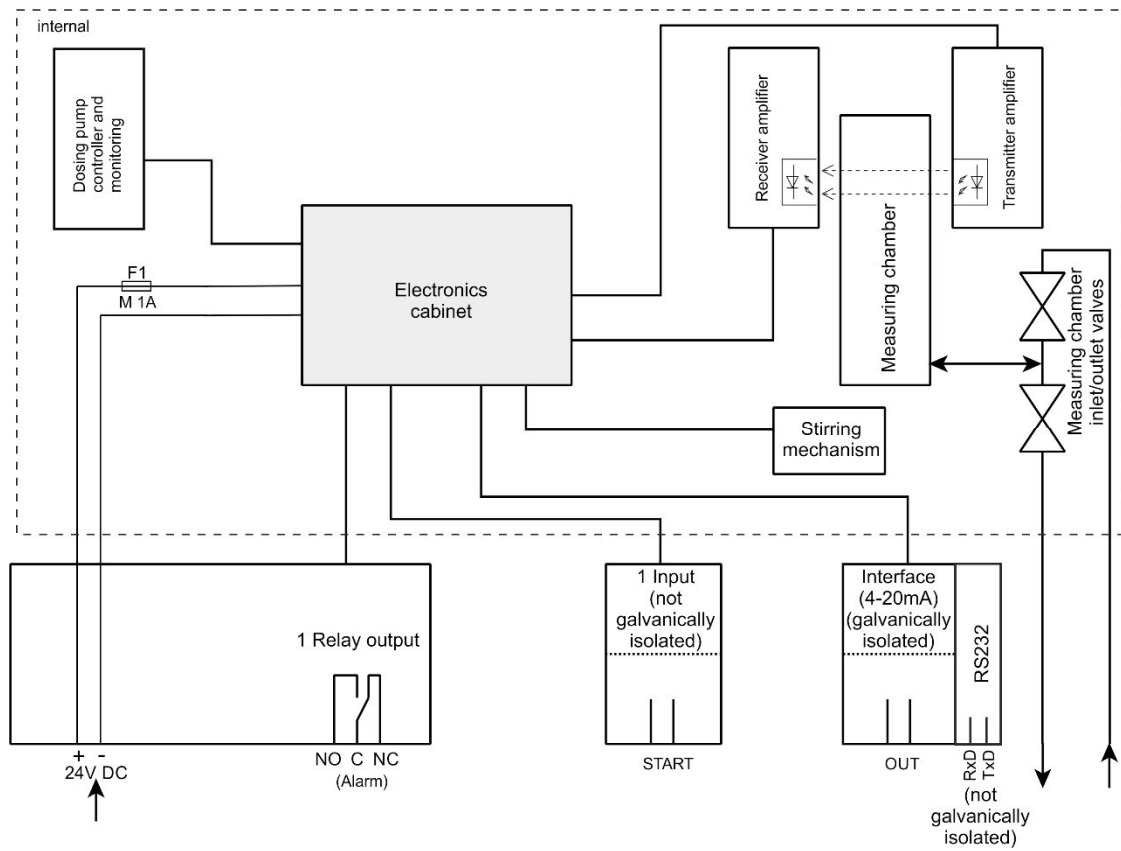 internal
Dosing pump
controller and
monitoring
Receiver amplifier
Transmitter amplifier
Measuring chamber
Measuring chamber
inlet/outlet valves
F1
M 1A
Electronics
cabinet
Stirring
mechanism
1 Relay output
NO C NC
(Alarm)
+ -
24V DC
1 Input
(not
galvanically
isolated)
START
Interface
(4-20mA)
(galvanically
isolated)
OUT
RS232
RxD
TxD
(not
galvanically
isolated)